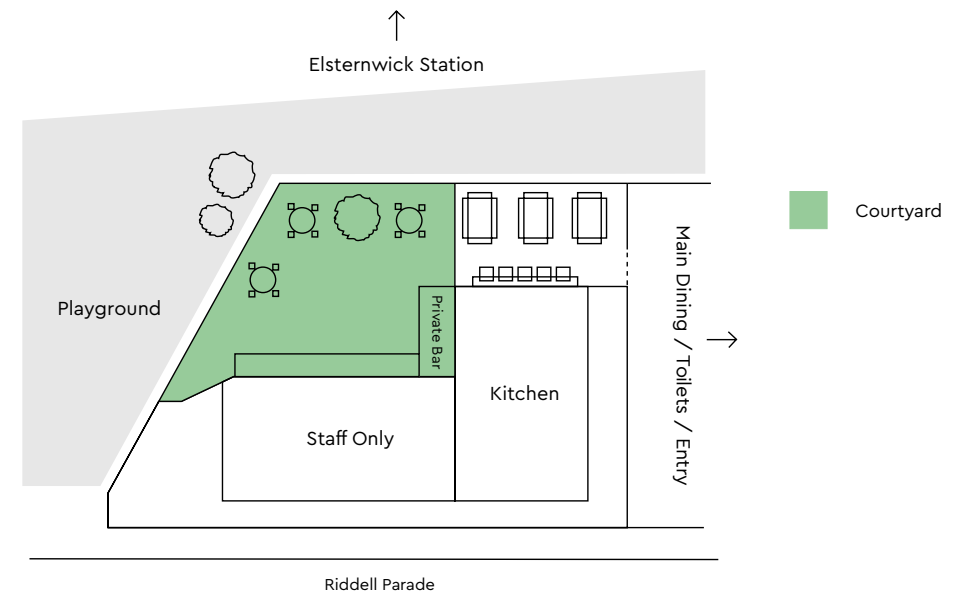 Elsternwick Station
Courtyard
Playground
Private Bar
Main Dining / Toilets / Entry
Kitchen
Staff Only
Riddell Parade